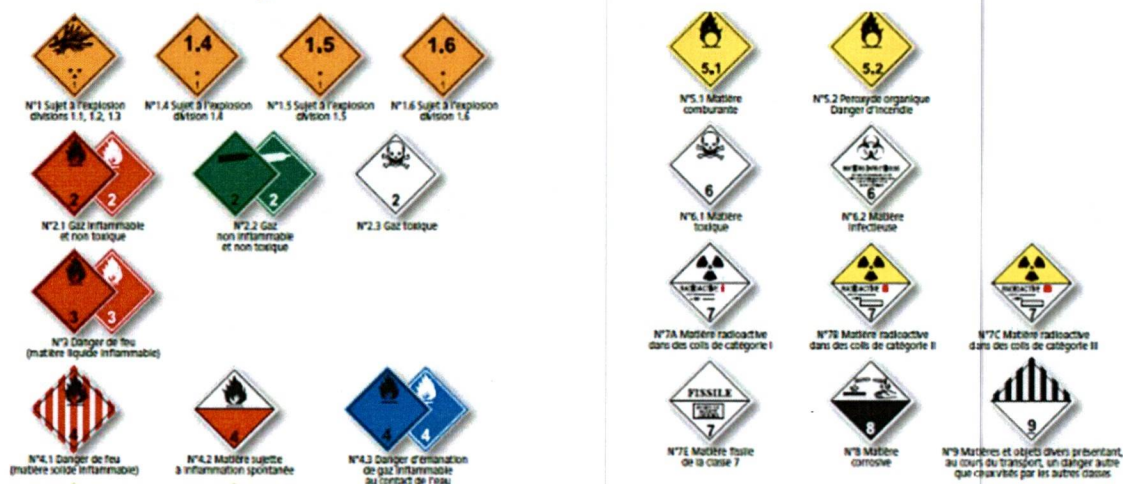 1
1.4
1
1.5
1
1.6
1
N°1 Sujet à l'explosion
divisions 1.1, 1.2, 1.3
N°1.4 Sujet à l'explosion
division 1.4
N°1.5 Sujet à l'explosion
division 1.5
N°1.6 Sujet à l'explosion
division 1.6
2
2
2
2
2
N°2.1 Gaz inflammable
et non toxique
N°2.2 Gaz
non inflammable
et non toxique
N°2.3 Gaz toxique
3
3
N°3 Danger de feu
(matière liquide inflammable)
4
4
4
4
N°4.1 Danger de feu
(matière solide inflammable)
N°4.2 Matière sujette
à inflammation spontanée
N°4.3 Danger d'émanation
de gaz inflammable
au contact de l'eau
5.1
5.2
N°5.1 Matière
comburante
N°5.2 Peroxyde organique
Danger d'incendie
6
6
N°6.1 Matière
toxique
N°6.2 Matière
infectieuse
RADIOACTIVE I
7
RADIOACTIVE
7
RADIOACTIVE
7
N°7A Matière radioactive
dans des colis de catégorie I
N°7B Matière radioactive
dans des colis de catégorie II
N°7C Matière radioactive
dans des colis de catégorie III
FISSILE
7
8
9
N°7E Matière fissile
de la classe 7
N°8 Matière
corrosive
N°9 Matières et objets divers présentant,
au cours du transport, un danger autre
que ceux visés par les autres classes